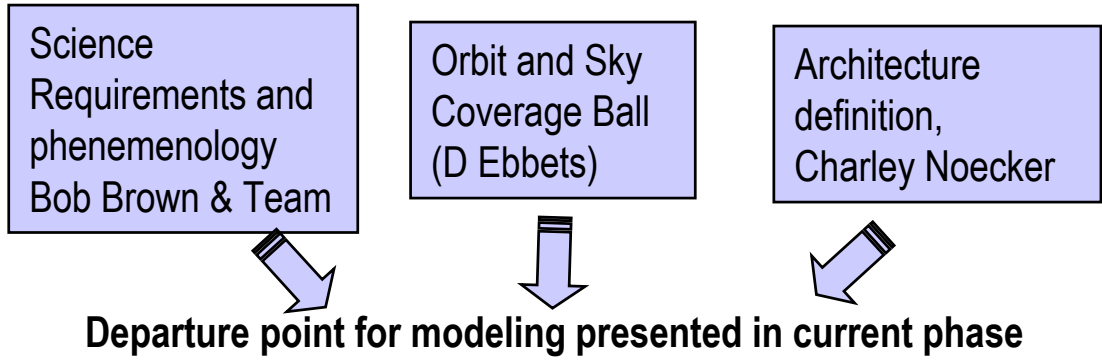 Science
Requirements and
phenemenology
Bob Brown & Team
Orbit and Sky
Coverage Ball
(D Ebbets)
Architecture
definition,
Charley Noecker
Departure point for modeling presented in current phase